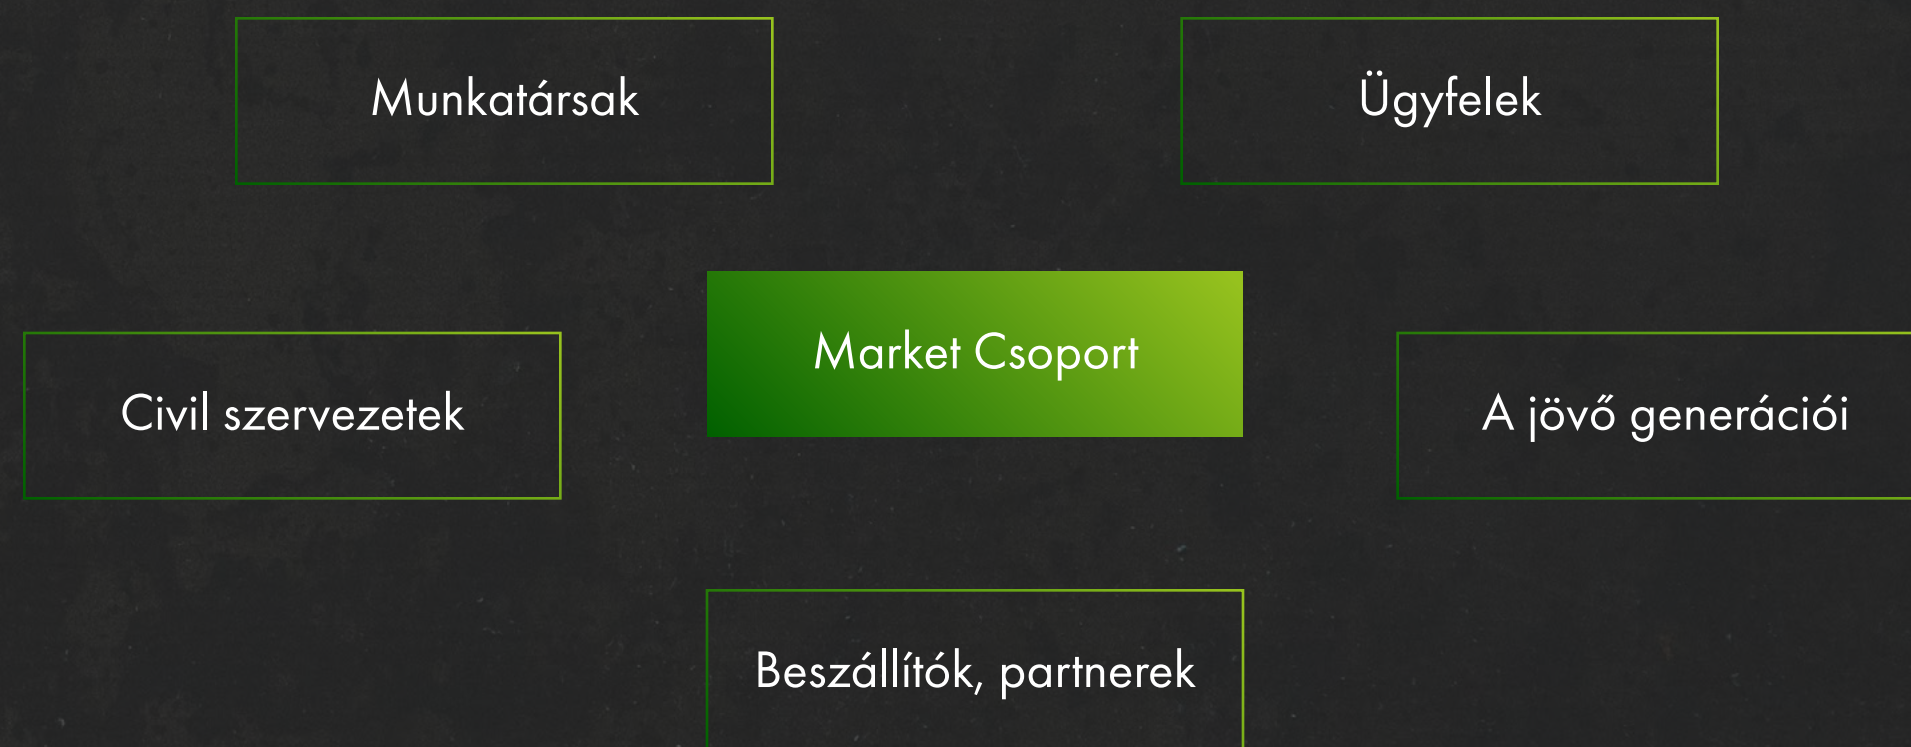 Munkatársak
Ügyfelek
Market Csoport
Civil szervezetek
A jövő generációi
Beszállítók, partnerek